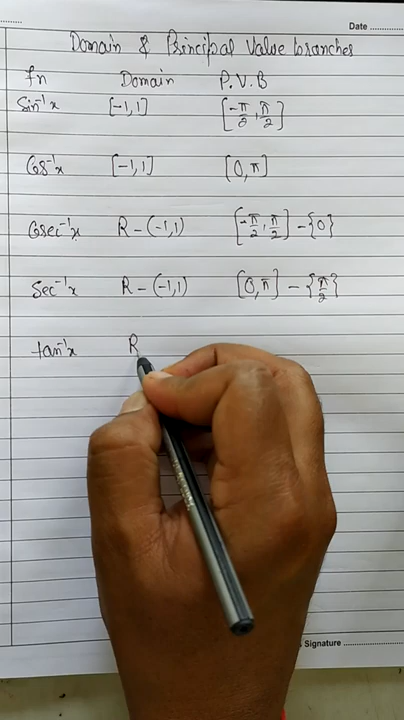 Date
Domain & Principal Value branches
fn Domain P.V.B
Sin⁻¹x [-1,1] [-π/2, π/2]
Cos⁻¹x [-1,1] [0,π]
Cosec⁻¹x R-(-1,1) [-π/2, π/2] - {0}
Sec⁻¹x R-(-1,1) [0,π] - {π/2}
tan⁻¹x R
Signature